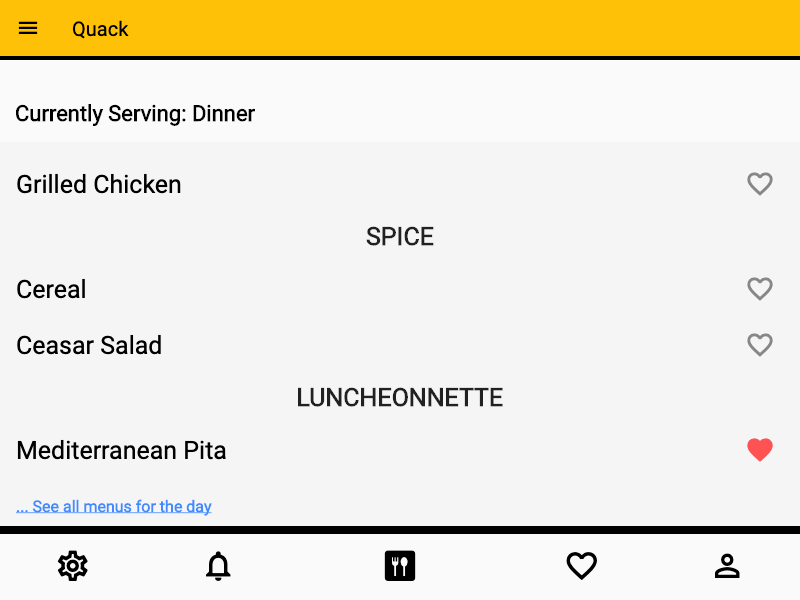 Quack
Currently Serving: Dinner
Grilled Chicken
SPICE
Cereal
Ceasar Salad
LUNCHEONNETTE
Mediterranean Pita
... See all menus for the day